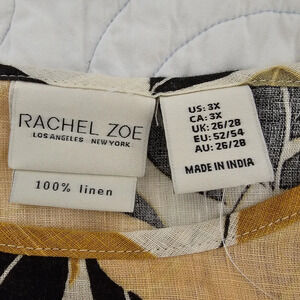 RACHEL ZOE
LOS ANGELES NEW YORK
100% linen
US: 3X
CA: 3X
UK: 26/28
EU: 52/54
AU: 26/28
MADE IN INDIA